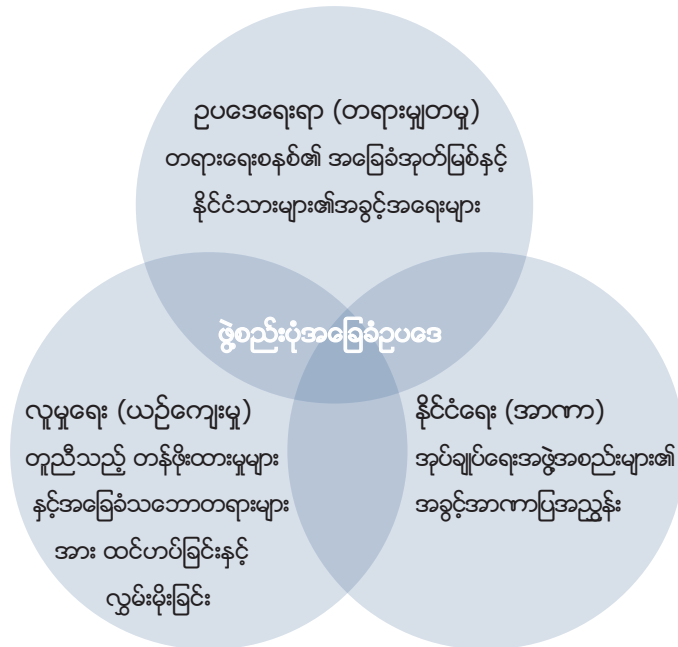 ဥပဒေရေးရာ (တရားမျှတမှု)
တရားရေးစနစ်၏ အခြေခံအုတ်မြစ်နှင့်
နိုင်ငံသားများ၏အခွင့်အရေးများ
ဖွဲ့စည်းပုံအခြေခံဥပဒေ
လူမှုရေး (ယဉ်ကျေးမှု)
တူညီသည့် တန်ဖိုးထားမှုများ
နှင့်အခြေခံသဘောတရားများ
အား ထင်ဟပ်ခြင်းနှင့်
လွှမ်းမိုးခြင်း
နိုင်ငံရေး (အာဏာ)
အုပ်ချုပ်ရေးအဖွဲ့အစည်းများ၏
အခွင့်အာဏာပြအညွှန်း